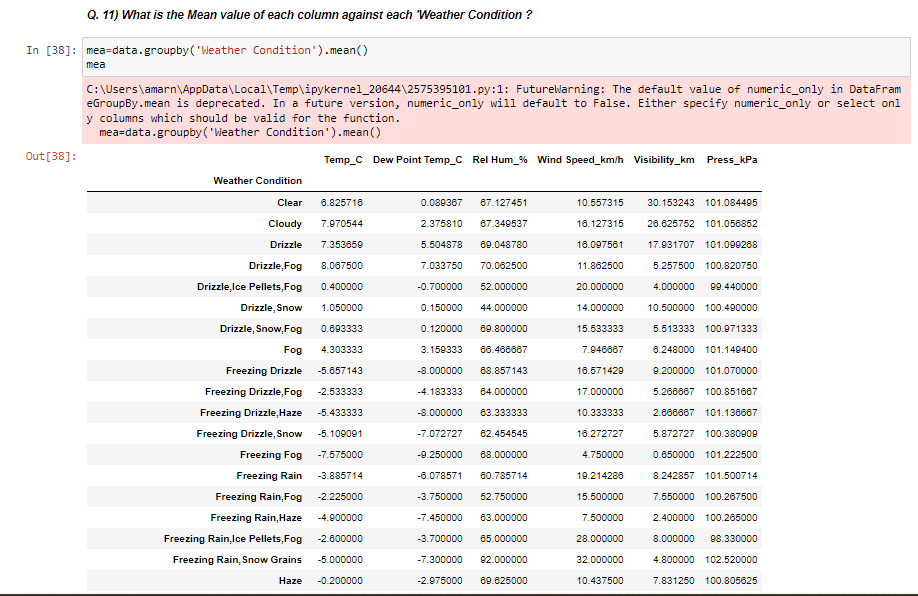 Q. 11) What is the Mean value of each column against each 'Weather Condition ?
In [38]: mea=data.groupby('Weather Condition').mean()
mea
C:\Users\amarn\AppData\Local\Temp\ipykernel_20644\2575395101.py:1: FutureWarning: The default value of numeric_only in DataFram
eGroupBy.mean is deprecated. In a future version, numeric_only will default to False. Either specify numeric_only or select onl
y columns which should be valid for the function.
mea=data.groupby('Weather Condition').mean()
Out[38]:
Temp_C Dew Point Temp_C Rel Hum_% Wind Speed_km/h Visibility_km Press_kPa
Weather Condition
Clear 6.825716 0.089367 67.127451 10.557315 30.153243 101.084495
Cloudy 7.970544 2.375810 67.349537 16.127315 26.625752 101.056852
Drizzle 7.353659 5.504878 69.048780 16.097561 17.931707 101.099268
Drizzle,Fog 8.067500 7.033750 70.062500 11.862500 5.257500 100.820750
Drizzle,Ice Pellets,Fog 0.400000 -0.700000 52.000000 20.000000 4.000000 99.440000
Drizzle,Snow 1.050000 0.150000 44.000000 14.000000 10.500000 100.490000
Drizzle,Snow,Fog 0.693333 0.120000 69.800000 15.533333 5.513333 100.971333
Fog 4.303333 3.159333 66.466667 7.946667 6.248000 101.149400
Freezing Drizzle -5.657143 -8.000000 68.857143 16.571429 9.200000 101.070000
Freezing Drizzle,Fog -2.533333 -4.183333 64.000000 17.000000 5.266667 100.851667
Freezing Drizzle,Haze -5.433333 -8.000000 63.333333 10.333333 2.666667 101.136667
Freezing Drizzle,Snow -5.109091 -7.072727 62.454545 16.272727 5.872727 100.380909
Freezing Fog -7.575000 -9.250000 68.000000 4.750000 0.650000 101.222500
Freezing Rain -3.885714 -6.078571 60.785714 19.214286 8.242857 101.500714
Freezing Rain,Fog -2.225000 -3.750000 52.750000 15.500000 7.550000 100.267500
Freezing Rain,Haze -4.900000 -7.450000 63.000000 7.500000 2.400000 100.265000
Freezing Rain,Ice Pellets,Fog -2.600000 -3.700000 65.000000 28.000000 8.000000 98.330000
Freezing Rain,Snow Grains -5.000000 -7.300000 92.000000 32.000000 4.800000 102.520000
Haze -0.200000 -2.975000 69.625000 10.437500 7.831250 100.805625